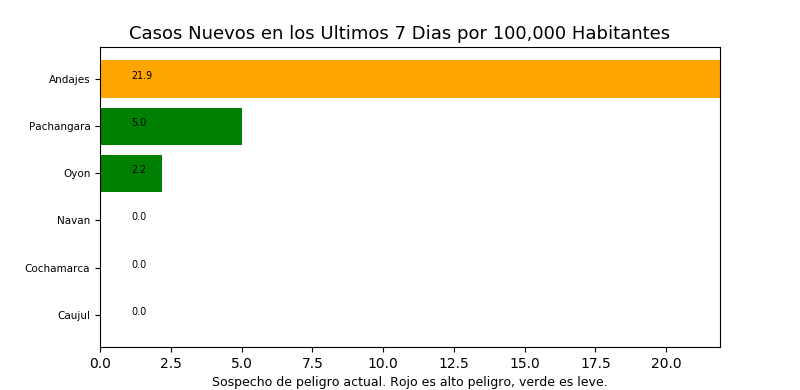 Casos Nuevos en los Ultimos 7 Dias por 100,000 Habitantes
Andajes 21.9
Pachangara 5.0
Oyon 2.2
Navan 0.0
Cochamarca 0.0
Caujul 0.0
0.0 2.5 5.0 7.5 10.0 12.5 15.0 17.5 20.0
Sospecho de peligro actual. Rojo es alto peligro, verde es leve.